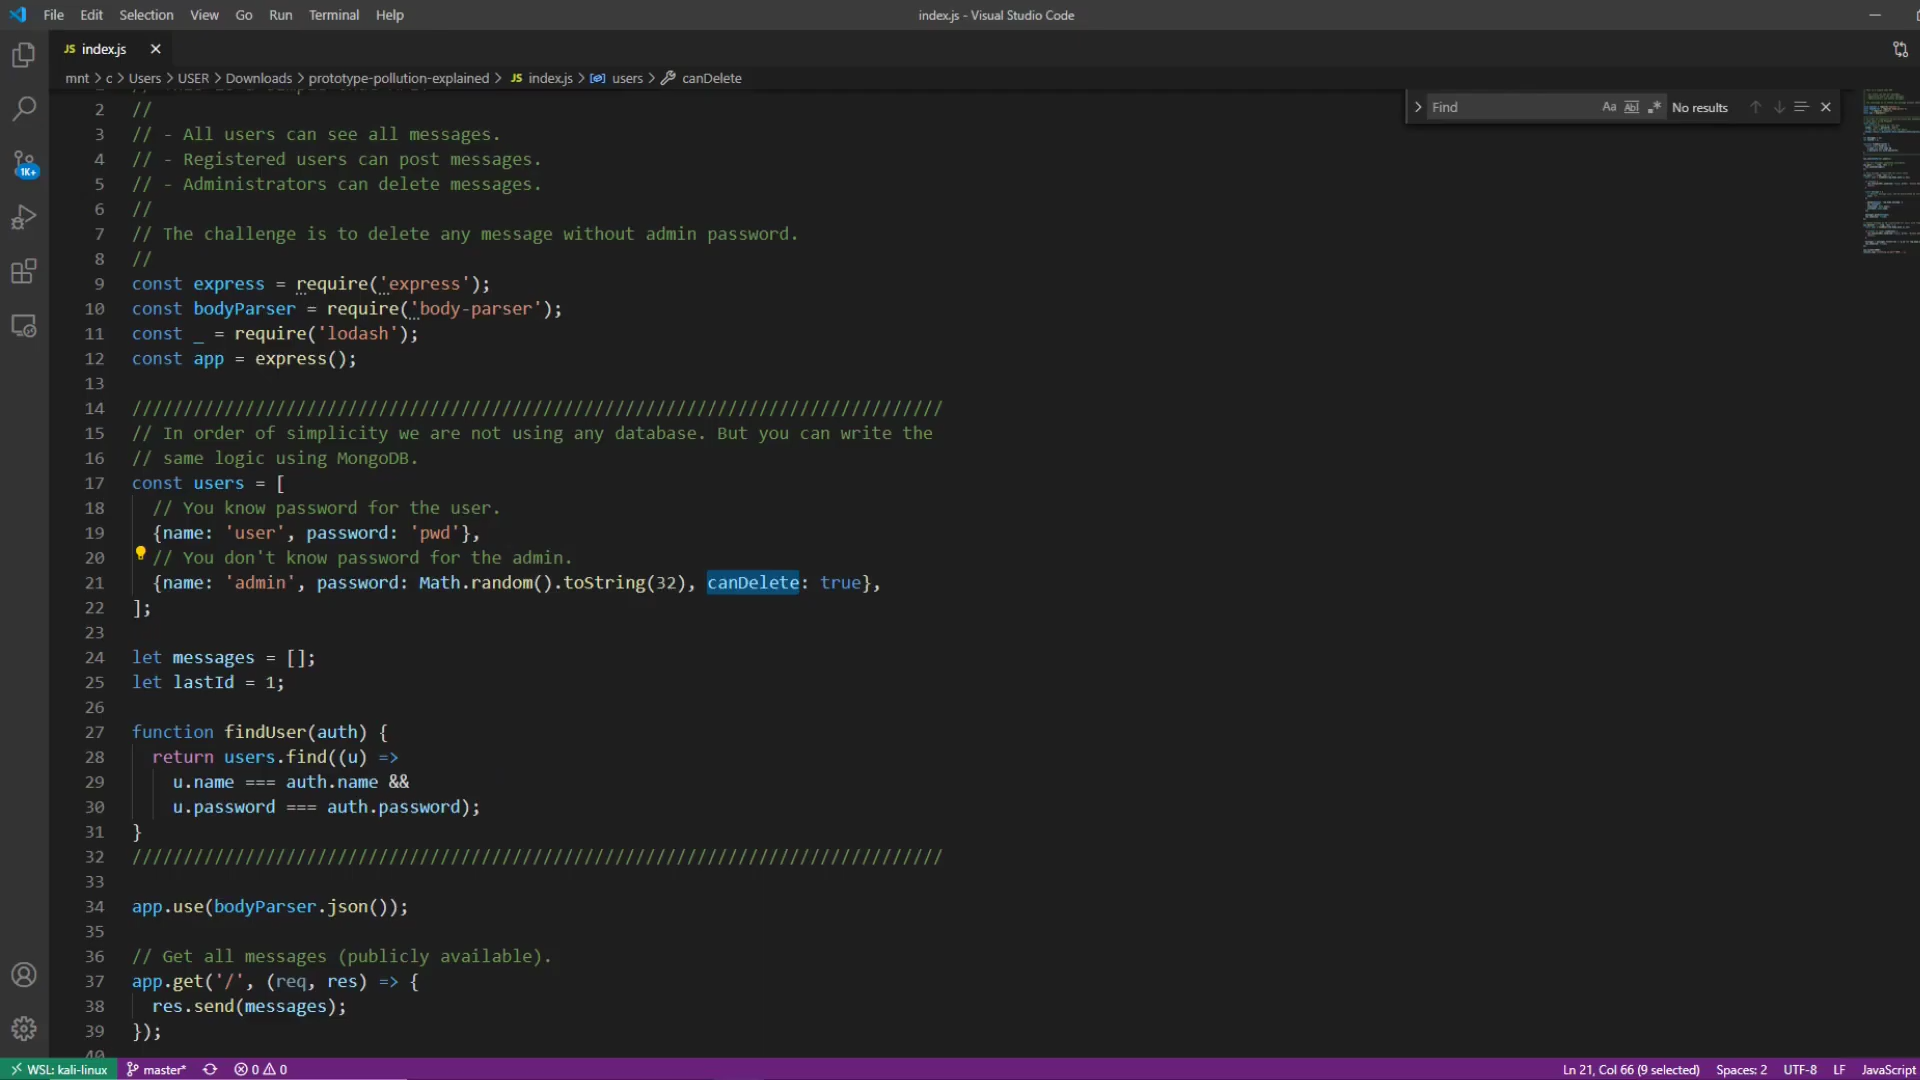 File Edit Selection View Go Run Terminal Help
index.js - Visual Studio Code
JS index.js
mnt > c > Users > USER > Downloads > prototype-pollution-explained > JS index.js > users > canDelete
Find Aa Abl .* No results
1K+
2 //
3 // - All users can see all messages.
4 // - Registered users can post messages.
5 // - Administrators can delete messages.
6 //
7 // The challenge is to delete any message without admin password.
8 //
9 const express = require('express');
10 const bodyParser = require('body-parser');
11 const _ = require('lodash');
12 const app = express();
13
14 ///////////////////////////////////////////////////////////////////////////////
15 // In order of simplicity we are not using any database. But you can write the
16 // same logic using MongoDB.
17 const users = [
18 // You know password for the user.
19 {name: 'user', password: 'pwd'},
20 // You don't know password for the admin.
21 {name: 'admin', password: Math.random().toString(32), canDelete: true},
22 ];
23
24 let messages = [];
25 let lastId = 1;
26
27 function findUser(auth) {
28 return users.find((u) =>
29 u.name === auth.name &&
30 u.password === auth.password);
31 }
32 ///////////////////////////////////////////////////////////////////////////////
33
34 app.use(bodyParser.json());
35
36 // Get all messages (publicly available).
37 app.get('/', (req, res) => {
38 res.send(messages);
39 });
40
WSL: kali-linux master* 0 0
Ln 21, Col 66 (9 selected) Spaces: 2 UTF-8 LF JavaScript